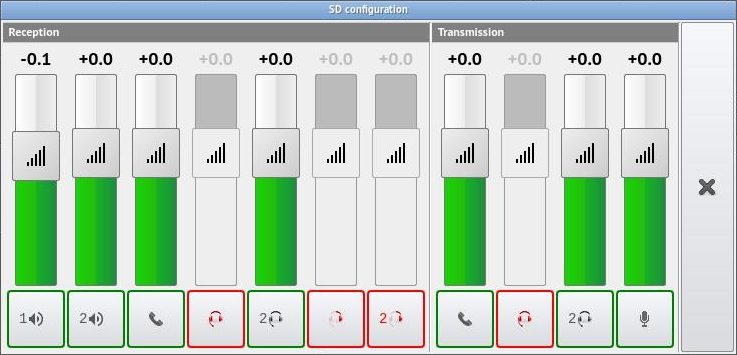 SD configuration
Reception
Transmission
-0.1 +0.0 +0.0 +0.0 +0.0 +0.0 +0.0 +0.0 +0.0 +0.0 +0.0
1 2 2 2 2